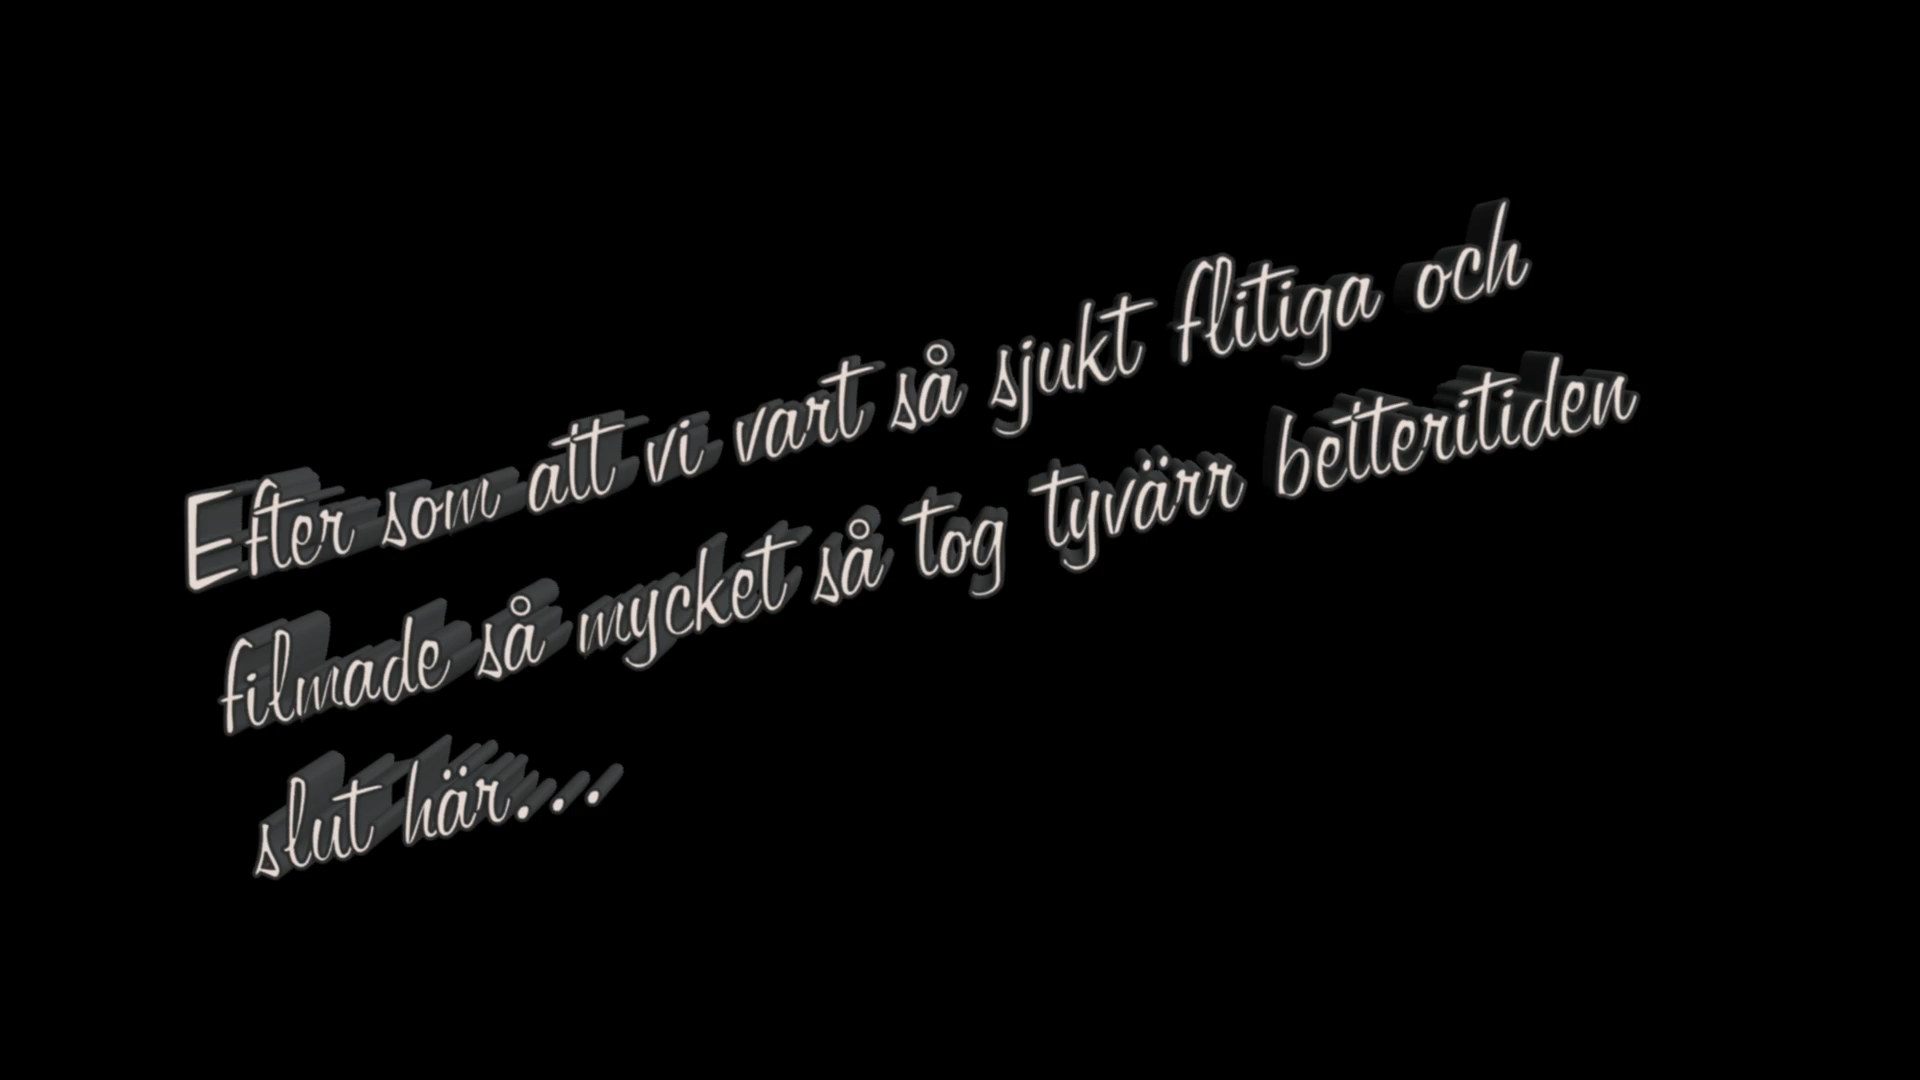 Efter som att vi vart så sjukt flitiga och
filmade så mycket så tog tyvärr betteritiden
slut här...